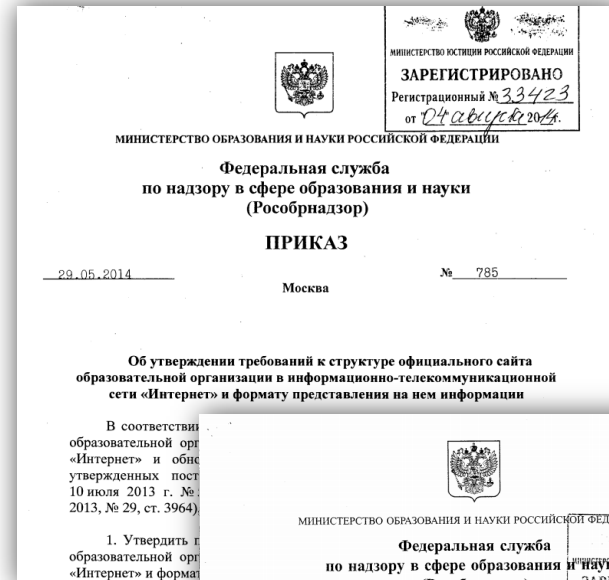 МИНИСТЕРСТВО ЮСТИЦИИ РОССИЙСКОЙ ФЕДЕРАЦИИ
ЗАРЕГИСТРИРОВАНО
Регистрационный № 33423
от "04 августа 2014г.
МИНИСТЕРСТВО ОБРАЗОВАНИЯ И НАУКИ РОССИЙСКОЙ ФЕДЕРАЦИИ
Федеральная служба
по надзору в сфере образования и науки
(Рособрнадзор)
ПРИКАЗ
29.05.2014 № 785
Москва
Об утверждении требований к структуре официального сайта
образовательной организации в информационно-телекоммуникационной
сети «Интернет» и формату представления на нем информации
В соответстви
образовательной орг
«Интернет» и обно
утвержденных пост
10 июля 2013 г. №
2013, № 29, ст. 3964)
1. Утвердить
образовательной орг
«Интернет» и формат
МИНИСТЕРСТВО ОБРАЗОВАНИЯ И НАУКИ РОССИЙСКОЙ ФЕД
Федеральная служба
по надзору в сфере образования и наук